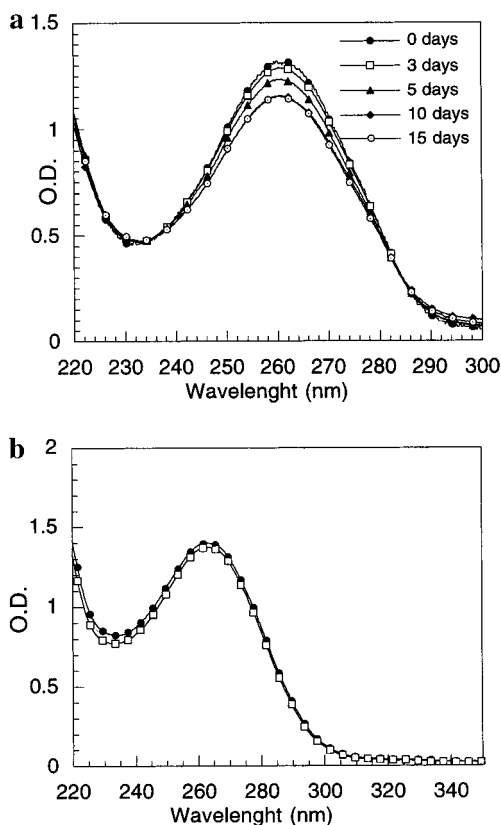 a
1.5
1
0.5
0
O.D.
0 days
3 days
5 days
10 days
15 days
220 230 240 250 260 270 280 290 300
Wavelenght (nm)
b
2
1.5
1
0.5
0
O.D.
220 240 260 280 300 320 340
Wavelenght (nm)